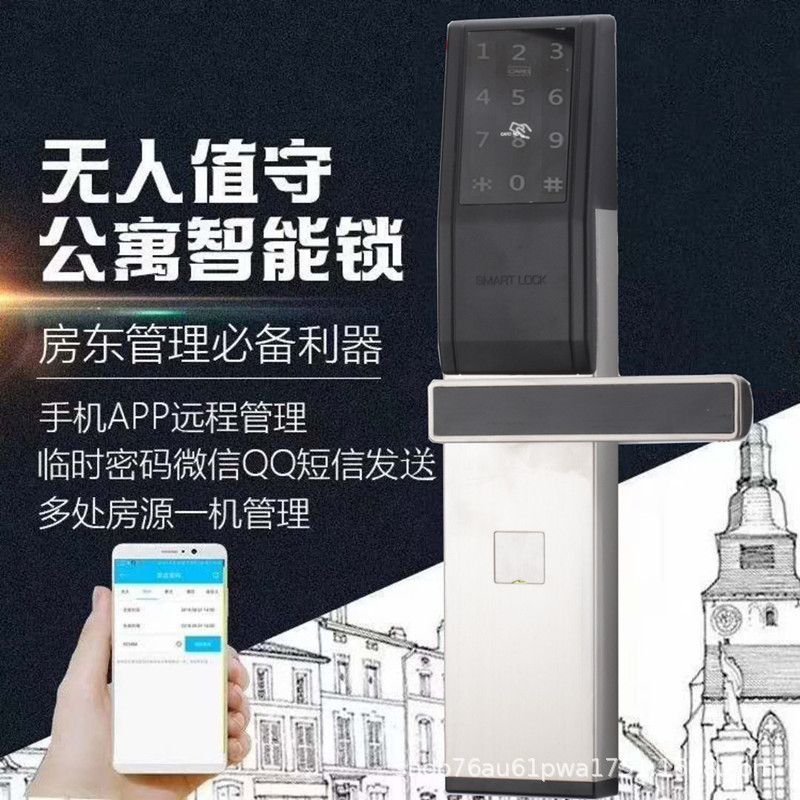 无人值守
公寓智能锁
房东管理必备利器
手机APP远程管理
临时密码微信QQ短信发送
多处房源一机管理
1 2 3
CARD
4 5 6
7 8 9
CARD
* 0 #
SMART LOCK